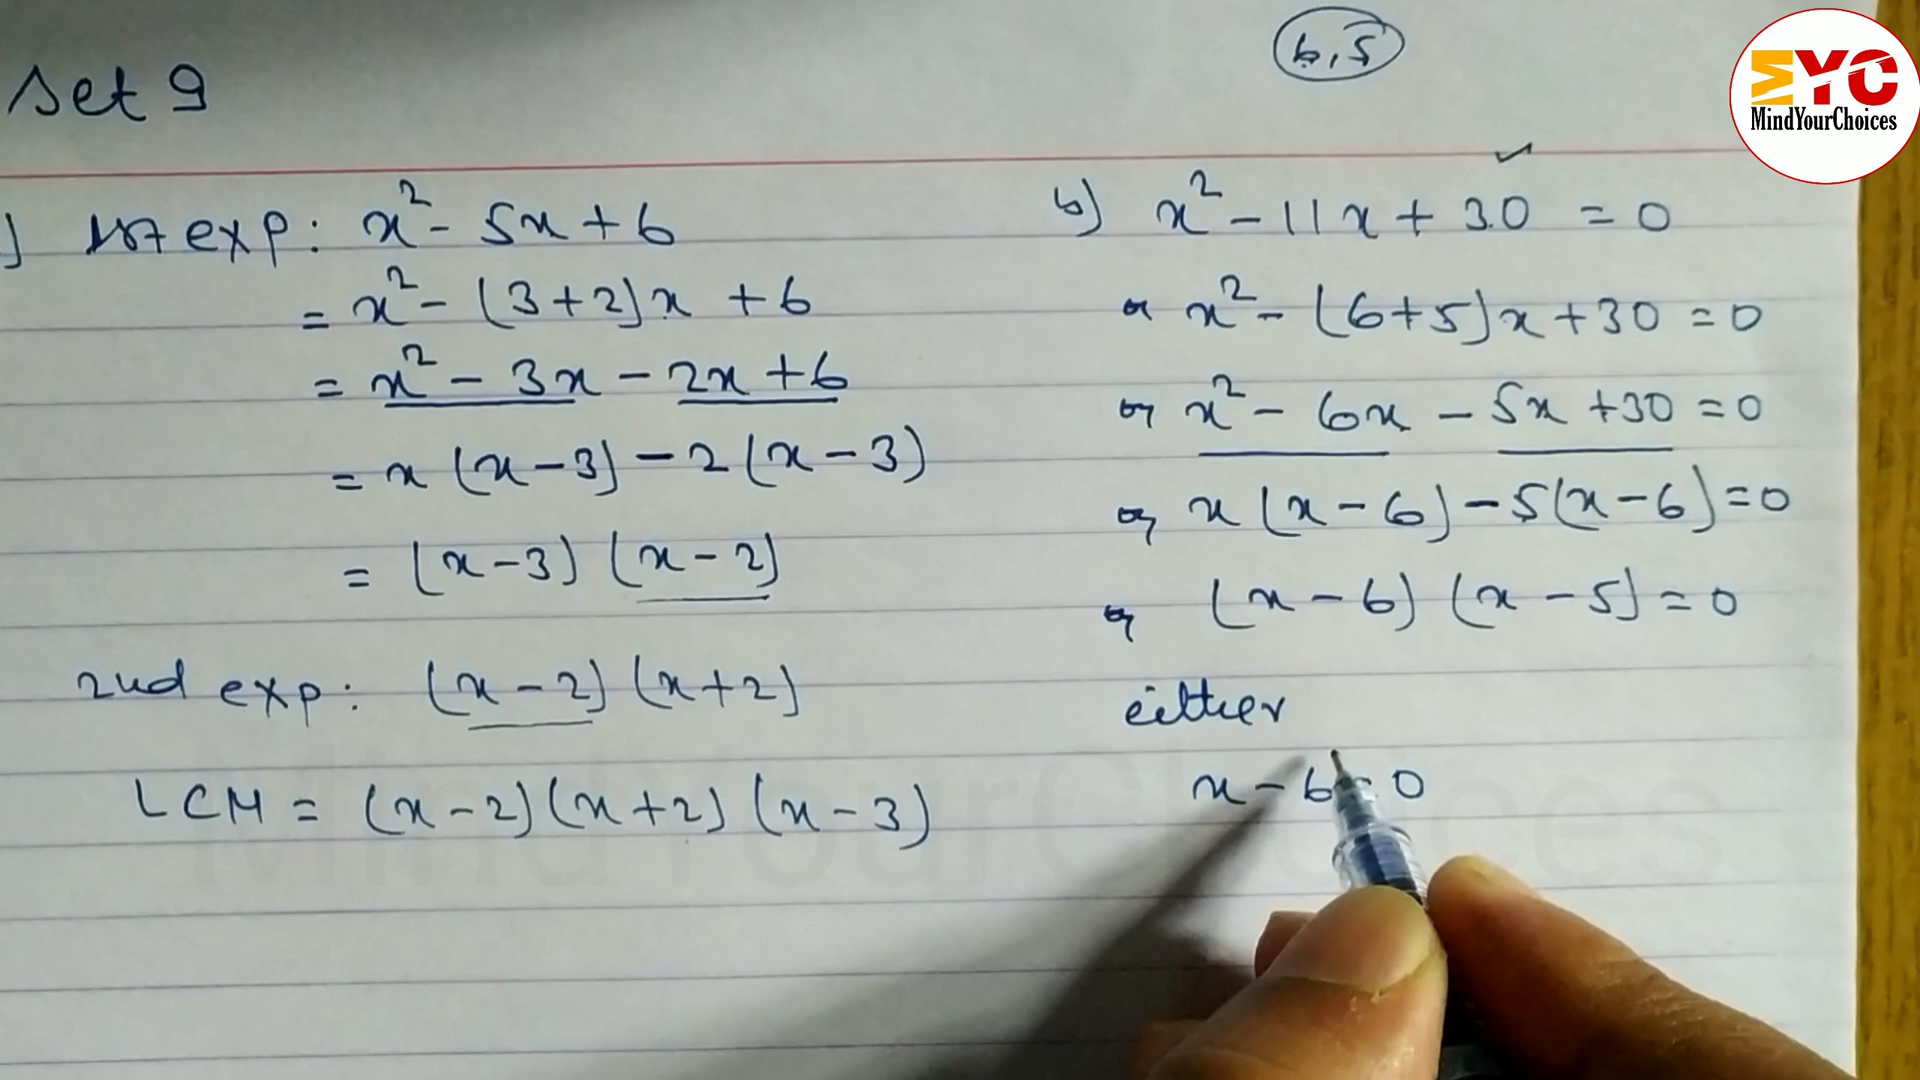 Set 9
6,5
MYC
MindYourChoices
) 1st exp: x² - 5x + 6
= x² - (3+2)x + 6
= x² - 3x - 2x + 6
= x (x-3) - 2 (x-3)
= (x-3) (x-2)
2nd exp: (x-2) (x+2)
LCM = (x-2) (x+2) (x-3)
b) x² - 11x + 30 = 0
or x² - (6+5)x + 30 = 0
or, x² - 6x - 5x + 30 = 0
or, x (x-6) - 5(x-6) = 0
or, (x-6) (x-5) = 0
either
x - 6 = 0
MindYourChoices